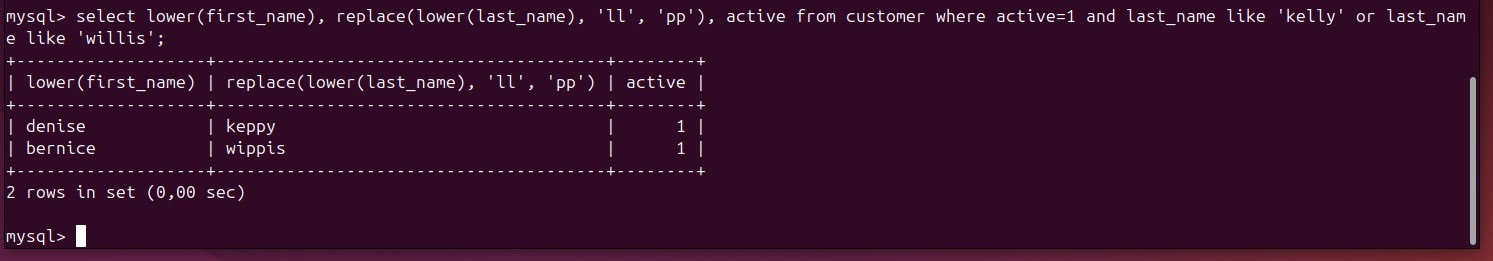 mysql> select lower(first_name), replace(lower(last_name), 'll', 'pp'), active from customer where active=1 and last_name like 'kelly' or last_nam
e like 'willis';
+-------------------+---------------------------------------+--------+
| lower(first_name) | replace(lower(last_name), 'll', 'pp') | active |
+-------------------+---------------------------------------+--------+
| denise            | keppy                                 |      1 |
| bernice           | wippis                                |      1 |
+-------------------+---------------------------------------+--------+
2 rows in set (0,00 sec)
mysql>